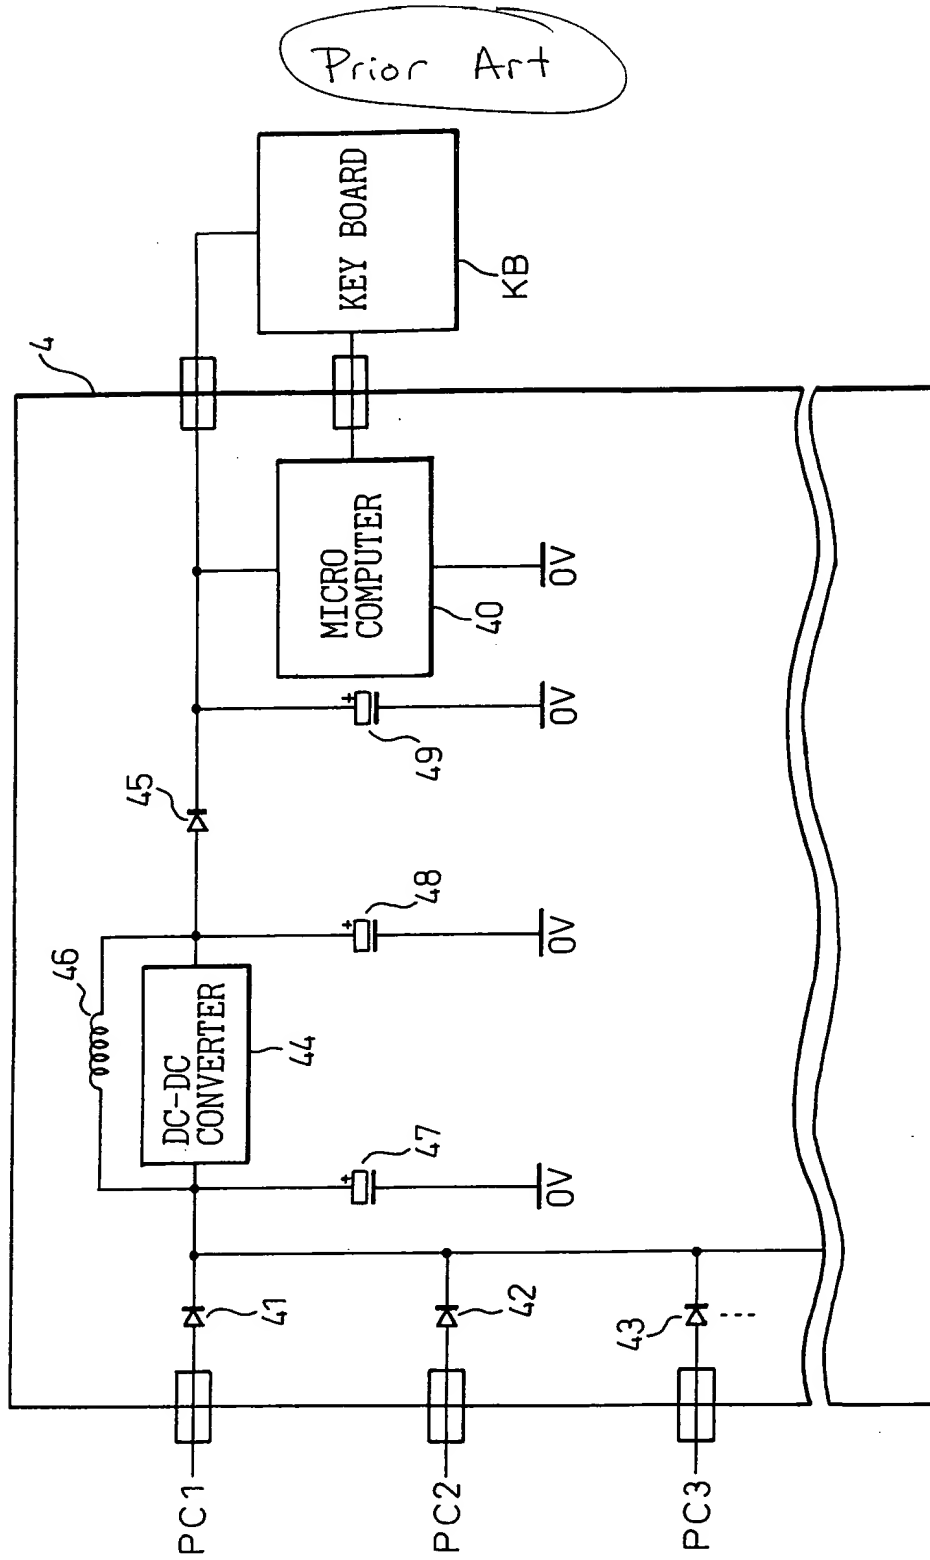 Prior Art
4
KEY BOARD
KB
MICRO
COMPUTER
40
0V
+
49
0V
45
+
48
0V
46
DC-DC
CONVERTER
44
+
47
0V
41
42
43
PC1
PC2
PC3